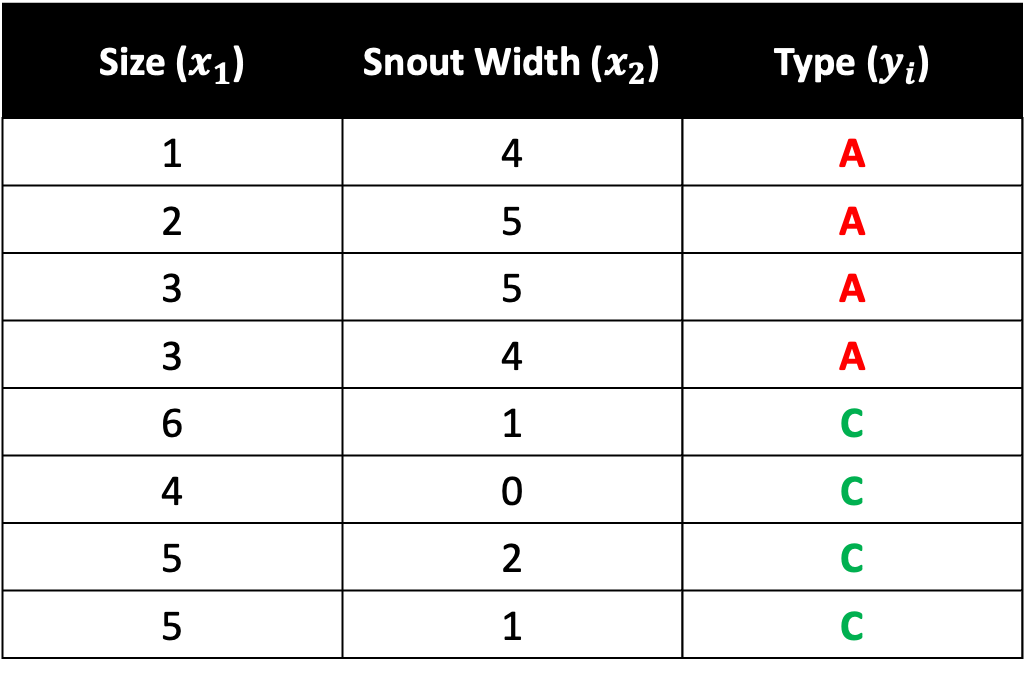 Size (x₁) Snout Width (x₂) Type (yᵢ)
1 4 A
2 5 A
3 5 A
3 4 A
6 1 C
4 0 C
5 2 C
5 1 C